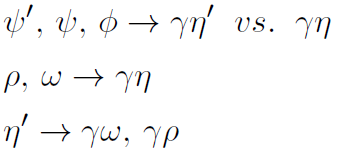 ψ′, ψ, ϕ → γη′ vs. γη
ρ, ω → γη
η′ → γω, γρ